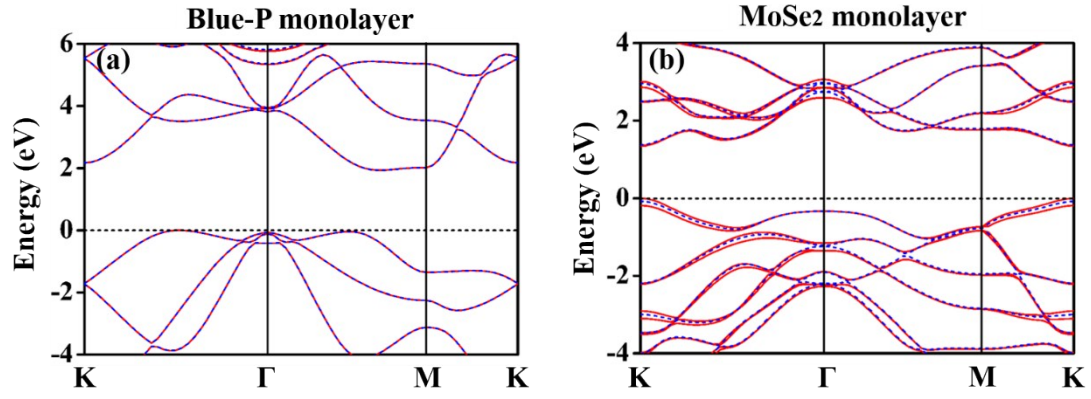 Blue-P monolayer
(a)
Energy (eV)
6
4
2
0
-2
-4
K Γ M K
MoSe2 monolayer
(b)
Energy (eV)
4
2
0
-2
-4
K Γ M K